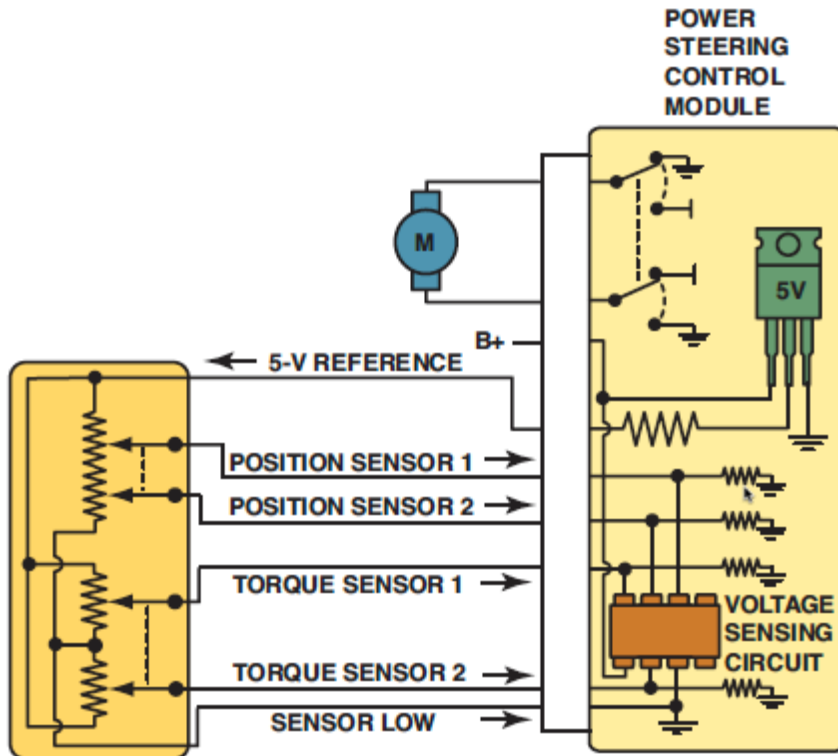 POWER
STEERING
CONTROL
MODULE
M
5V
B+
5-V REFERENCE
POSITION SENSOR 1
POSITION SENSOR 2
TORQUE SENSOR 1
VOLTAGE
SENSING
CIRCUIT
TORQUE SENSOR 2
SENSOR LOW